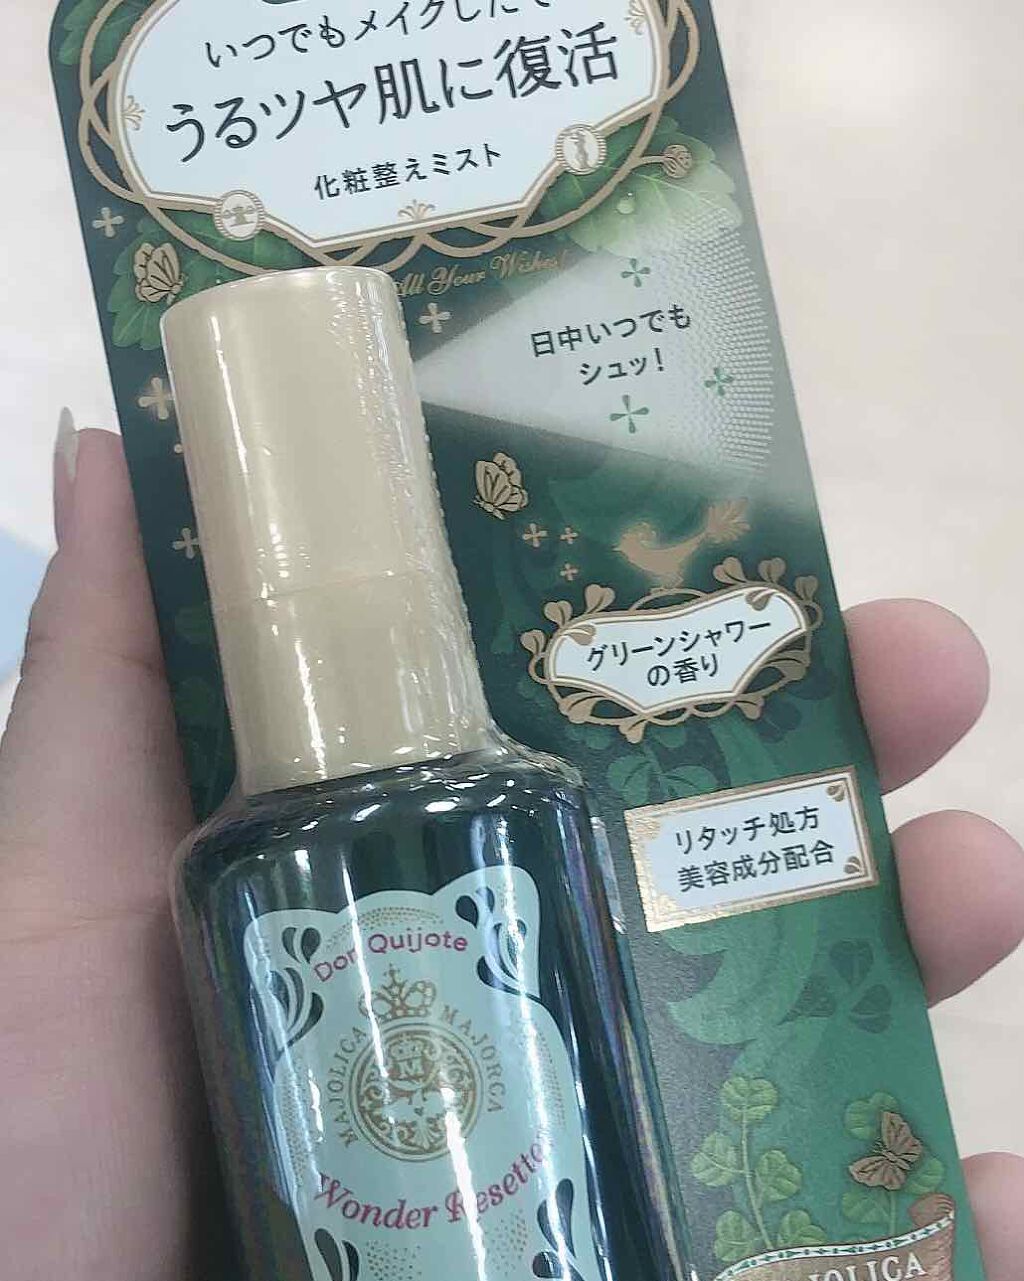 いつでもメイクしたて
うるツヤ肌に復活
化粧整えミスト
All Your Wishes!
日中いつでも
シュッ!
グリーンシャワー
の香り
リタッチ処方
美容成分配合
Don Quijote
MAJOLICA MAJORCA
M
Wonder Resetter
JOLICA